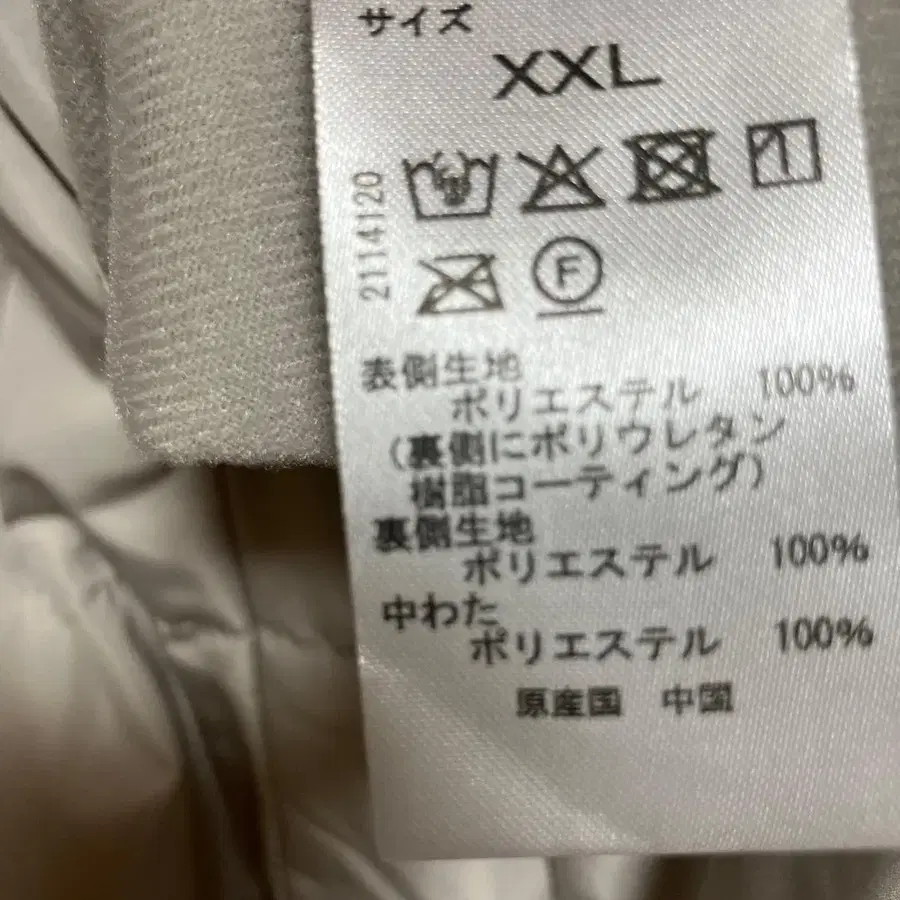 サイズ
XXL
2114120
F
表側生地
ポリエステル 100%
(裏側にポリウレタン
樹脂コーティング)
裏側生地
ポリエステル 100%
中わた
ポリエステル 100%
原産国 中国